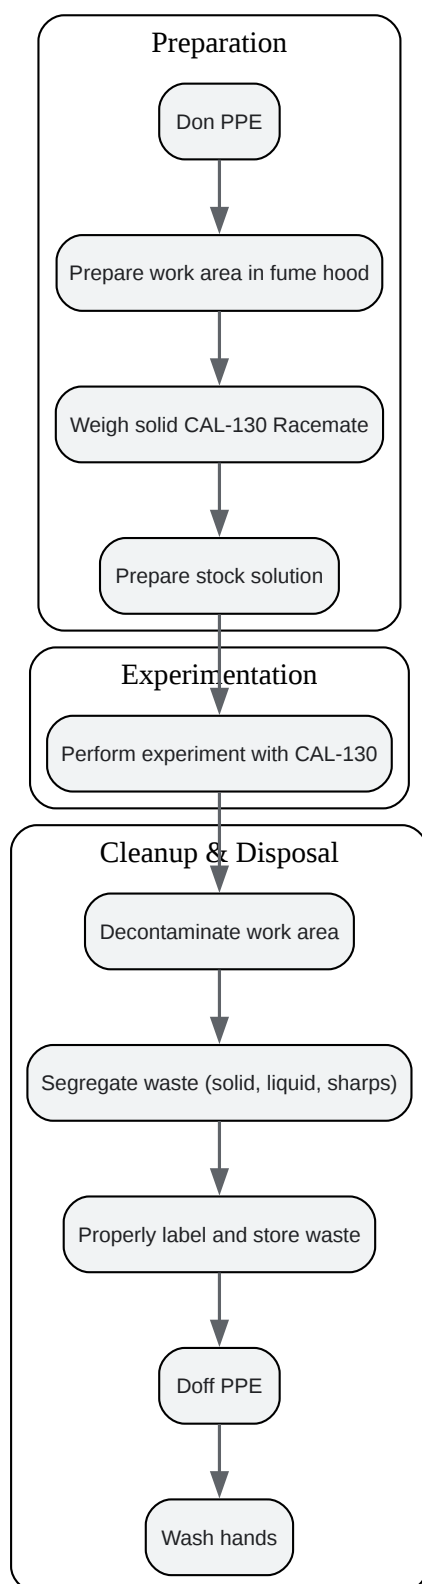 Preparation
Don PPE
Prepare work area in fume hood
Weigh solid CAL-130 Racemate
Prepare stock solution
Experimentation
Perform experiment with CAL-130
Cleanup & Disposal
Decontaminate work area
Segregate waste (solid, liquid, sharps)
Properly label and store waste
Doff PPE
Wash hands